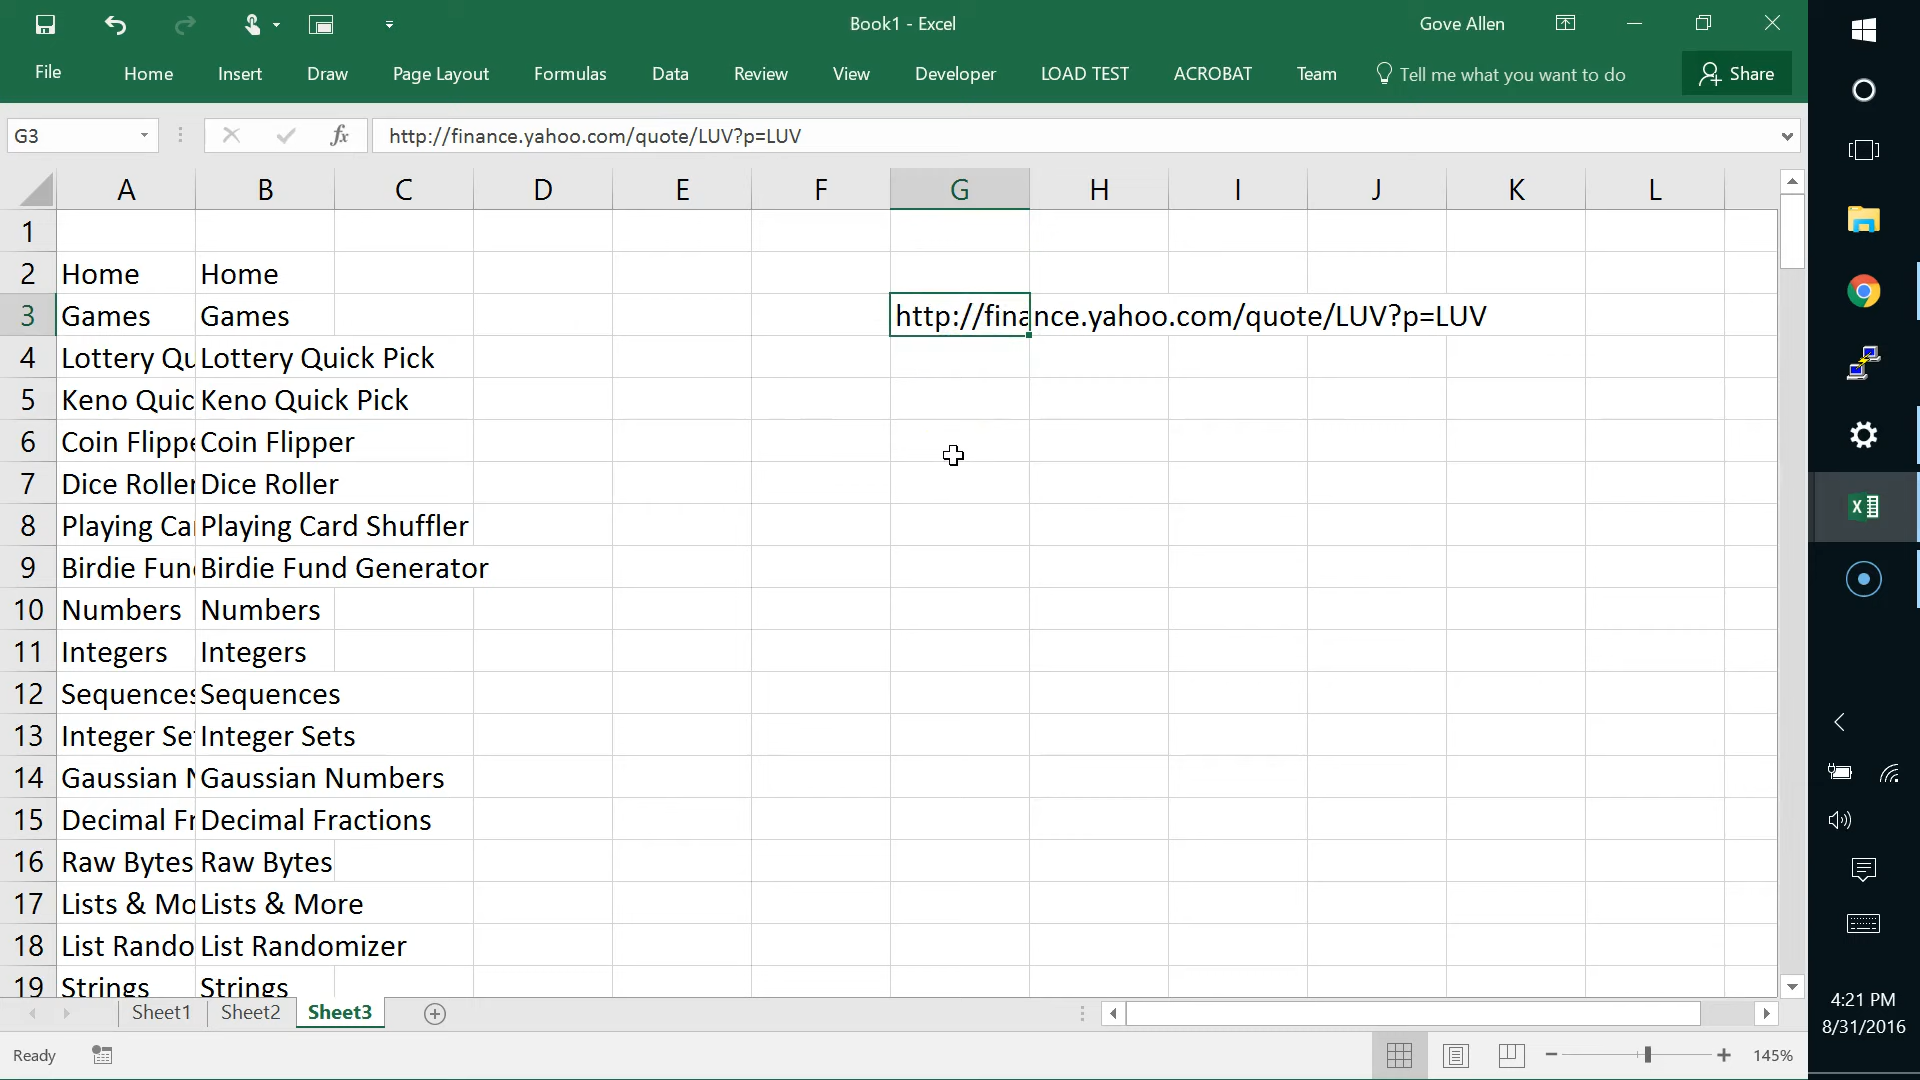 Book1 - Excel
Gove Allen
File Home Insert Draw Page Layout Formulas Data Review View Developer LOAD TEST ACROBAT Team Tell me what you want to do Share
G3 fx http://finance.yahoo.com/quote/LUV?p=LUV
A B C D E F G H I J K L
1
2 Home Home
3 Games Games http://finance.yahoo.com/quote/LUV?p=LUV
4 Lottery Qu Lottery Quick Pick
5 Keno Quic Keno Quick Pick
6 Coin Flippe Coin Flipper
7 Dice Roller Dice Roller
8 Playing Car Playing Card Shuffler
9 Birdie Fund Birdie Fund Generator
10 Numbers Numbers
11 Integers Integers
12 Sequences Sequences
13 Integer Set Integer Sets
14 Gaussian N Gaussian Numbers
15 Decimal Fr Decimal Fractions
16 Raw Bytes Raw Bytes
17 Lists & Mo Lists & More
18 List Rando List Randomizer
19 Strings Strings
Sheet1 Sheet2 Sheet3
Ready
145%
4:21 PM
8/31/2016